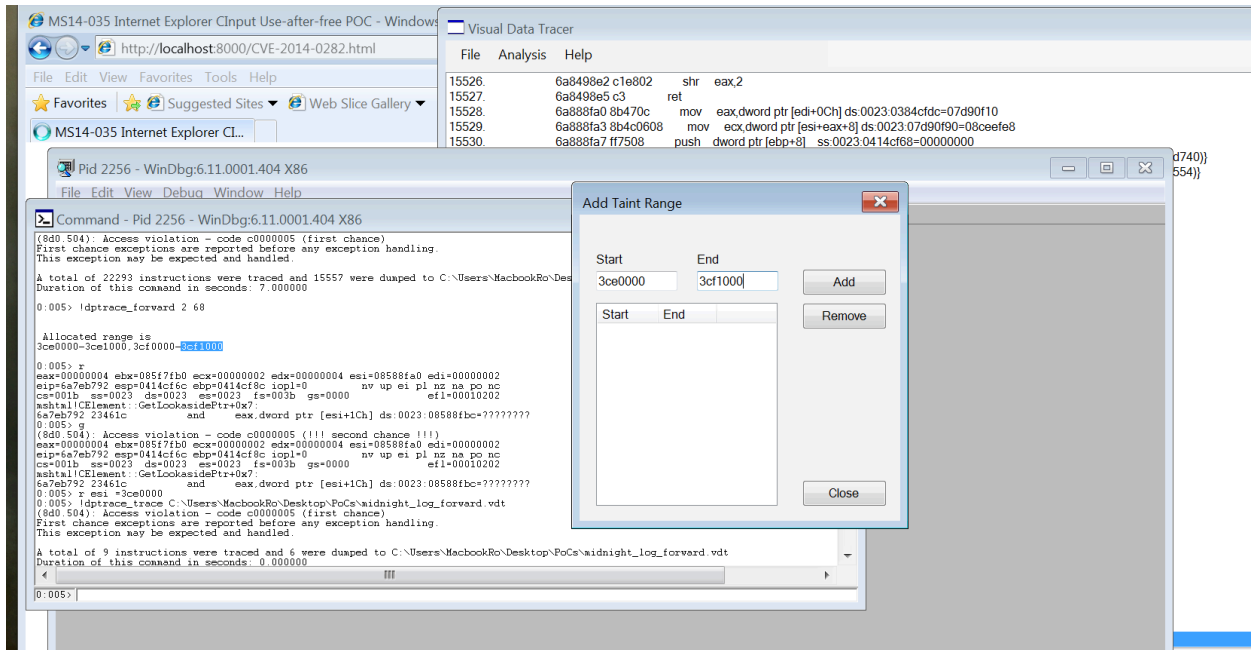 MS14-035 Internet Explorer CInput Use-after-free POC - Windows
http://localhost:8000/CVE-2014-0282.html
File Edit View Favorites Tools Help
Favorites Suggested Sites Web Slice Gallery
MS14-035 Internet Explorer CI...
Visual Data Tracer
File Analysis Help
15526. 6a8498e2 c1e802 shr eax,2
15527. 6a8498e5 c3 ret
15528. 6a888fa0 8b470c mov eax,dword ptr [edi+0Ch] ds:0023:0384cfdc=07d90f10
15529. 6a888fa3 8b4c0608 mov ecx,dword ptr [esi+eax+8] ds:0023:07d90f90=08ceefe8
15530. 6a888fa7 ff7508 push dword ptr [ebp+8] ss:0023:0414cf68=00000000
d740)}
554)}
Pid 2256 - WinDbg:6.11.0001.404 X86
File Edit View Debug Window Help
Command - Pid 2256 - WinDbg:6.11.0001.404 X86
(8d0.504): Access violation - code c0000005 (first chance)
First chance exceptions are reported before any exception handling.
This exception may be expected and handled.
A total of 22293 instructions were traced and 15557 were dumped to C:\Users\MacbookRo\Des
Duration of this command in seconds: 7.000000
0:005> !dptrace_forward 2 68
Allocated range is
3ce0000-3ce1000,3cf0000-3cf1000
0:005> r
eax=00000004 ebx=085f7fb0 ecx=00000002 edx=00000004 esi=08588fa0 edi=00000002
eip=6a7eb792 esp=0414cf6c ebp=0414cf8c iopl=0 nv up ei pl nz na po nc
cs=001b ss=0023 ds=0023 es=0023 fs=003b gs=0000 efl=00010202
mshtml!CElement::GetLookasidePtr+0x7:
6a7eb792 23461c and eax,dword ptr [esi+1Ch] ds:0023:08588fbc=????????
0:005> g
(8d0.504): Access violation - code c0000005 (!!! second chance !!!)
eax=00000004 ebx=085f7fb0 ecx=00000002 edx=00000004 esi=08588fa0 edi=00000002
eip=6a7eb792 esp=0414cf6c ebp=0414cf8c iopl=0 nv up ei pl nz na po nc
cs=001b ss=0023 ds=0023 es=0023 fs=003b gs=0000 efl=00010202
mshtml!CElement::GetLookasidePtr+0x7:
6a7eb792 23461c and eax,dword ptr [esi+1Ch] ds:0023:08588fbc=????????
0:005> r esi =3ce0000
0:005> !dptrace_trace C:\Users\MacbookRo\Desktop\PoCs\midnight_log_forward.vdt
(8d0.504): Access violation - code c0000005 (first chance)
First chance exceptions are reported before any exception handling.
This exception may be expected and handled.
A total of 9 instructions were traced and 6 were dumped to C:\Users\MacbookRo\Desktop\PoCs\midnight_log_forward.vdt
Duration of this command in seconds: 0.000000
0:005>
Add Taint Range
Start End
3ce0000 3cf1000 Add
Start End Remove
Close